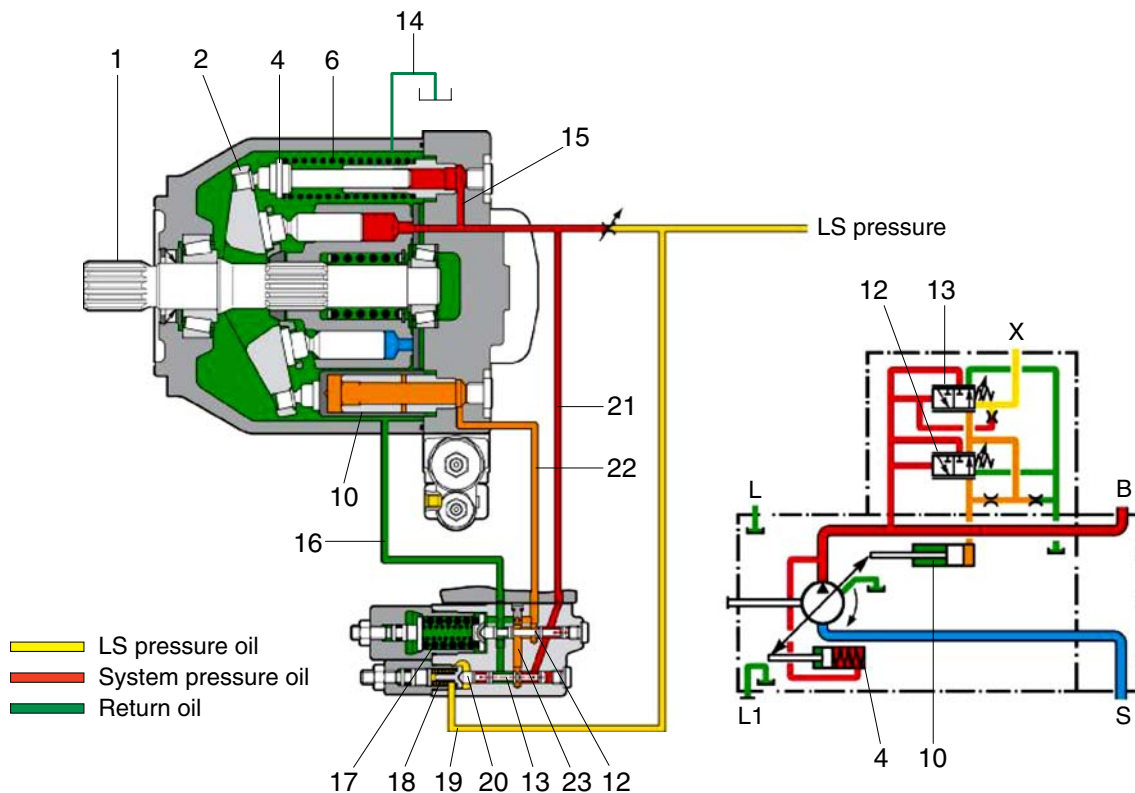 14
1 2 4 6
15
LS pressure
12 13
X
21
22
10
L
B
16
LS pressure oil
System pressure oil
Return oil
L1
S
17 18 19 20 13 23 12
4 10